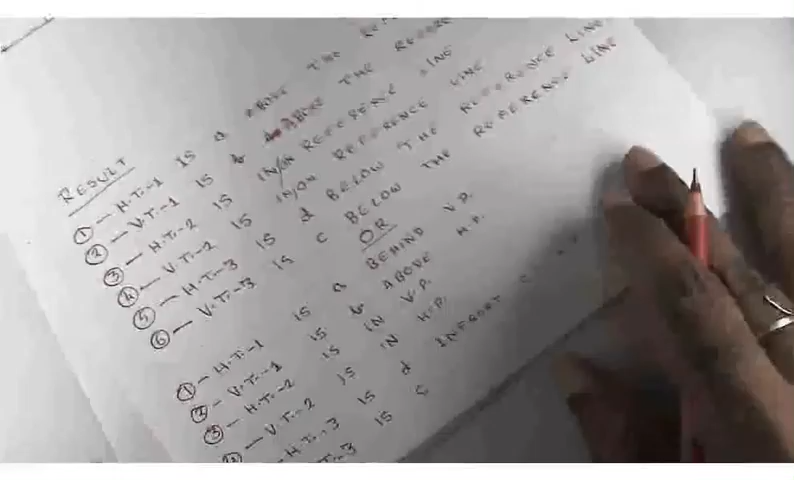 RESULT
① — H.T.-1 IS a ABOVE THE
② — V.T.-1 IS b ABOVE THE
③ — H.T.-2 IS IN/ON REFERENCE LINE
④ — V.T.-2 IS IN/ON REFERENCE LINE
⑤ — H.T.-3 IS d BELOW THE REFERENCE LINE
⑥ — V.T.-3 IS c BELOW THE REFERENCE LINE
OR
① — H.T.-1 IS a BEHIND V.P.
② — V.T.-1 IS b ABOVE H.P.
③ — H.T.-2 IS IN V.P.
④ — V.T.-2 IS IN H.P.
H.T.-3 IS d INFRONT
T.-3 IS c